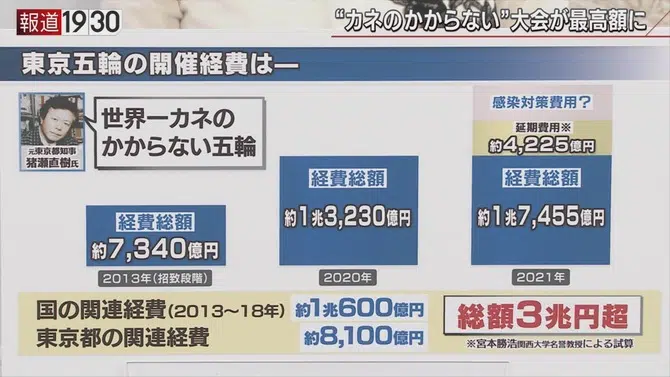 報道1930
“カネのかからない”大会が最高額に
東京五輪の開催経費は―
元東京都知事
猪瀬直樹氏
世界一カネの
かからない五輪
経費総額
約7,340億円
2013年(招致段階)
経費総額
約1兆3,230億円
2020年
感染対策費用?
延期費用※
約4,225億円
経費総額
約1兆7,455億円
2021年
国の関連経費(2013~18年) 約1兆600億円
東京都の関連経費 約8,100億円
総額3兆円超
※宮本勝浩関西大学名誉教授による試算